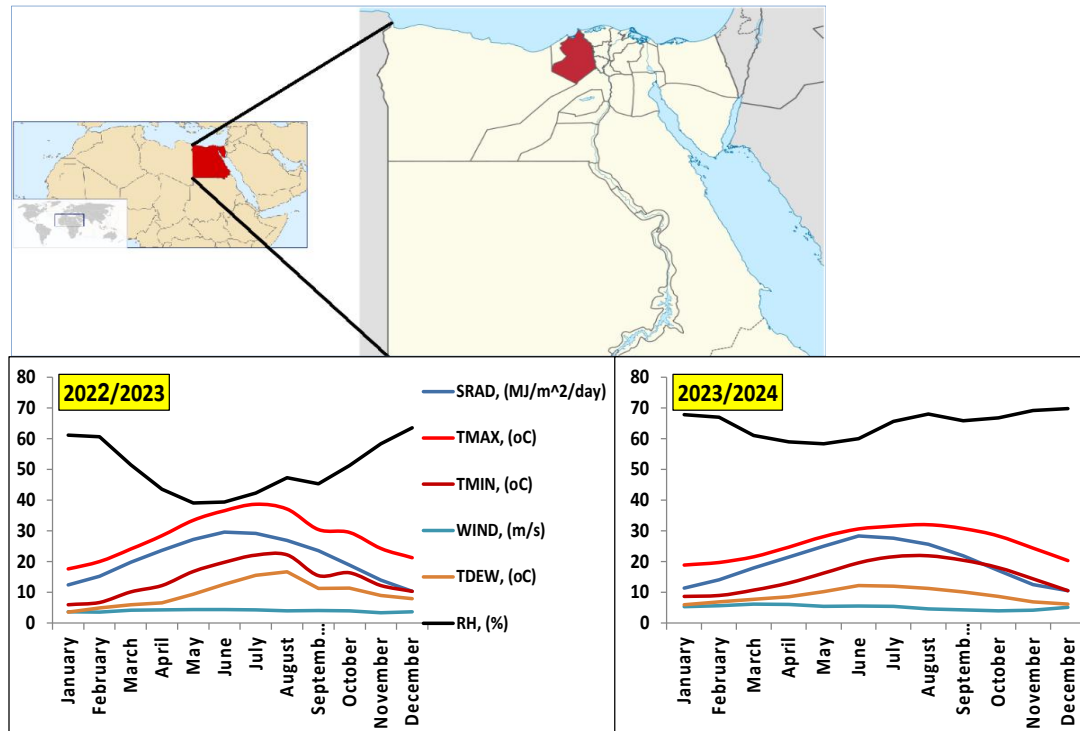 80
70
60
50
40
30
20
10
0
2022/2023
January
February
March
April
May
June
July
August
Septemb...
October
November
December
SRAD, (MJ/m^2/day)
TMAX, (oC)
TMIN, (oC)
WIND, (m/s)
TDEW, (oC)
RH, (%)
80
70
60
50
40
30
20
10
0
2023/2024
January
February
March
April
May
June
July
August
Septemb...
October
November
December